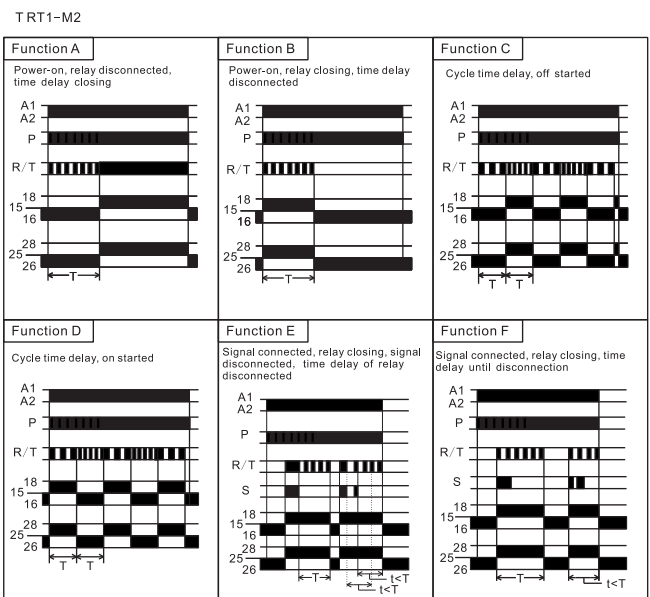 TRT1-M2
Function A
Power-on, relay disconnected,
time delay closing
A1
A2
P
R/T
18
15
16
28
25
26
T
Function B
Power-on, relay closing, time delay
disconnected
A1
A2
P
R/T
18
15
16
28
25
26
T
Function C
Cycle time delay, off started
A1
A2
P
R/T
18
15
16
28
25
26
T T
Function D
Cycle time delay, on started
A1
A2
P
R/T
18
15
16
28
25
26
T T
Function E
Signal connected, relay closing, signal
disconnected, time delay of relay
disconnected
A1
A2
P
R/T
S
18
15
16
28
25
26
T
t<T
t<T
Function F
Signal connected, relay closing, time
delay until disconnection
A1
A2
P
R/T
S
18
15
16
28
25
26
T
t<T